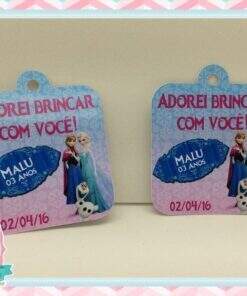 ADOREI BRINCAR
COM VOCÊ!
MALU
03 ANOS
02/04/16
ADOREI BRINCAR
COM VOCÊ!
MALU
03 ANOS
02/04/16